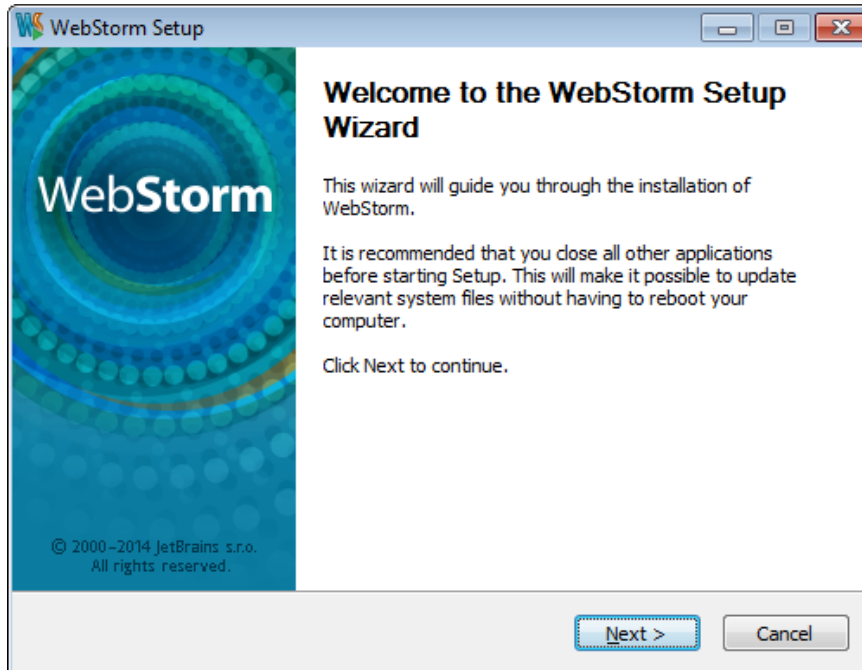 WebStorm Setup
WebStorm
Welcome to the WebStorm Setup
Wizard
This wizard will guide you through the installation of
WebStorm.
It is recommended that you close all other applications
before starting Setup. This will make it possible to update
relevant system files without having to reboot your
computer.
Click Next to continue.
© 2000–2014 JetBrains s.r.o.
All rights reserved.
Next >
Cancel